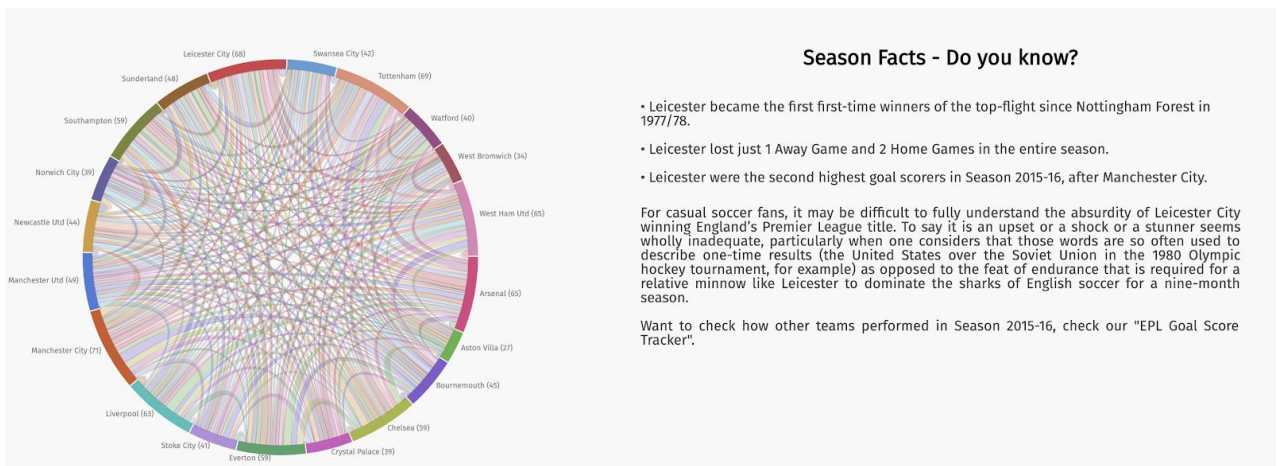 Leicester City (68)
Swansea City (42)
Sunderland (48)
Tottenham (69)
Southampton (59)
Watford (40)
West Bromwich (34)
Norwich City (39)
West Ham Utd (65)
Newcastle Utd (44)
Manchester Utd (49)
Arsenal (65)
Manchester City (71)
Aston Villa (27)
Bournemouth (45)
Liverpool (63)
Chelsea (59)
Stoke City (41)
Everton (59)
Crystal Palace (39)
Season Facts - Do you know?
• Leicester became the first first-time winners of the top-flight since Nottingham Forest in
1977/78.
• Leicester lost just 1 Away Game and 2 Home Games in the entire season.
• Leicester were the second highest goal scorers in Season 2015-16, after Manchester City.
For casual soccer fans, it may be difficult to fully understand the absurdity of Leicester City
winning England's Premier League title. To say it is an upset or a shock or a stunner seems
wholly inadequate, particularly when one considers that those words are so often used to
describe one-time results (the United States over the Soviet Union in the 1980 Olympic
hockey tournament, for example) as opposed to the feat of endurance that is required for a
relative minnow like Leicester to dominate the sharks of English soccer for a nine-month
season.
Want to check how other teams performed in Season 2015-16, check our "EPL Goal Score
Tracker".